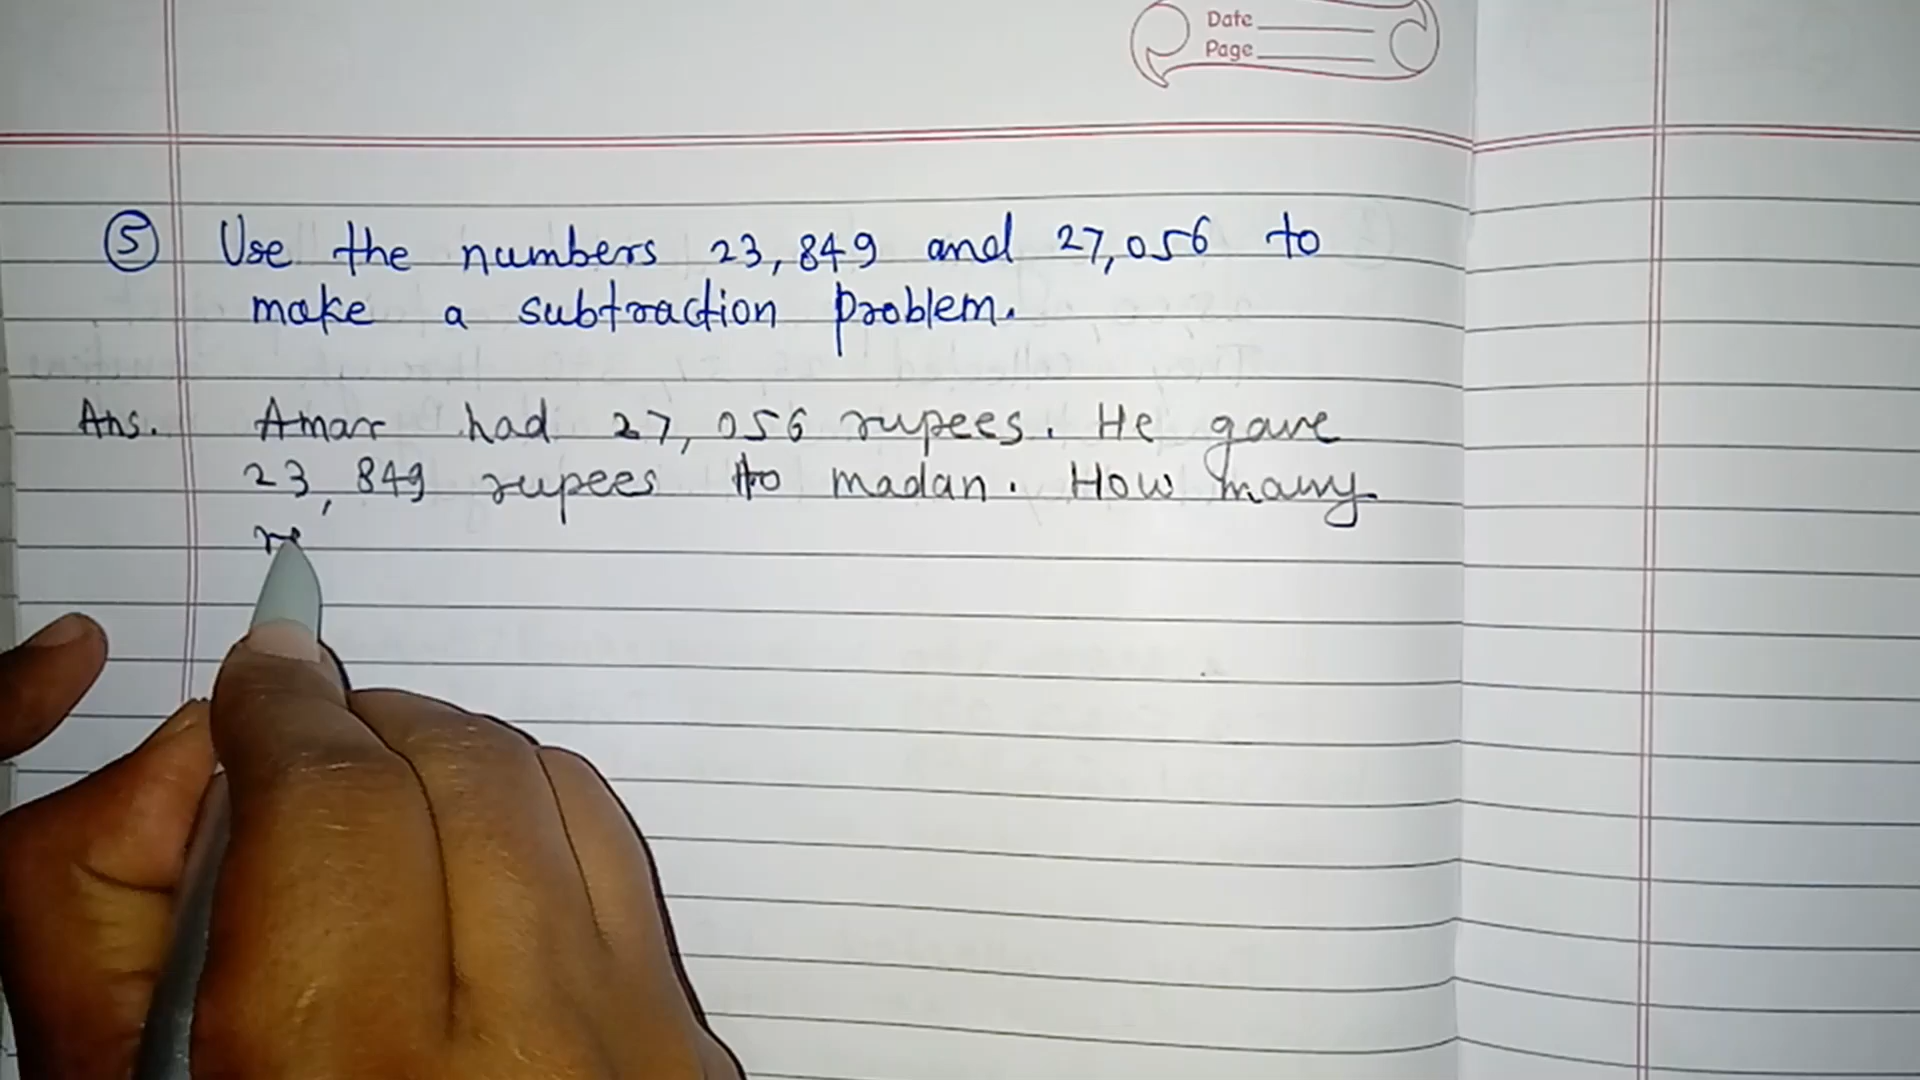 Date
Page
5 Use the numbers 23,849 and 27,056 to
make a subtraction problem.
Ans. Amar had 27,056 rupees. He gave
23,849 rupees to madan. How many